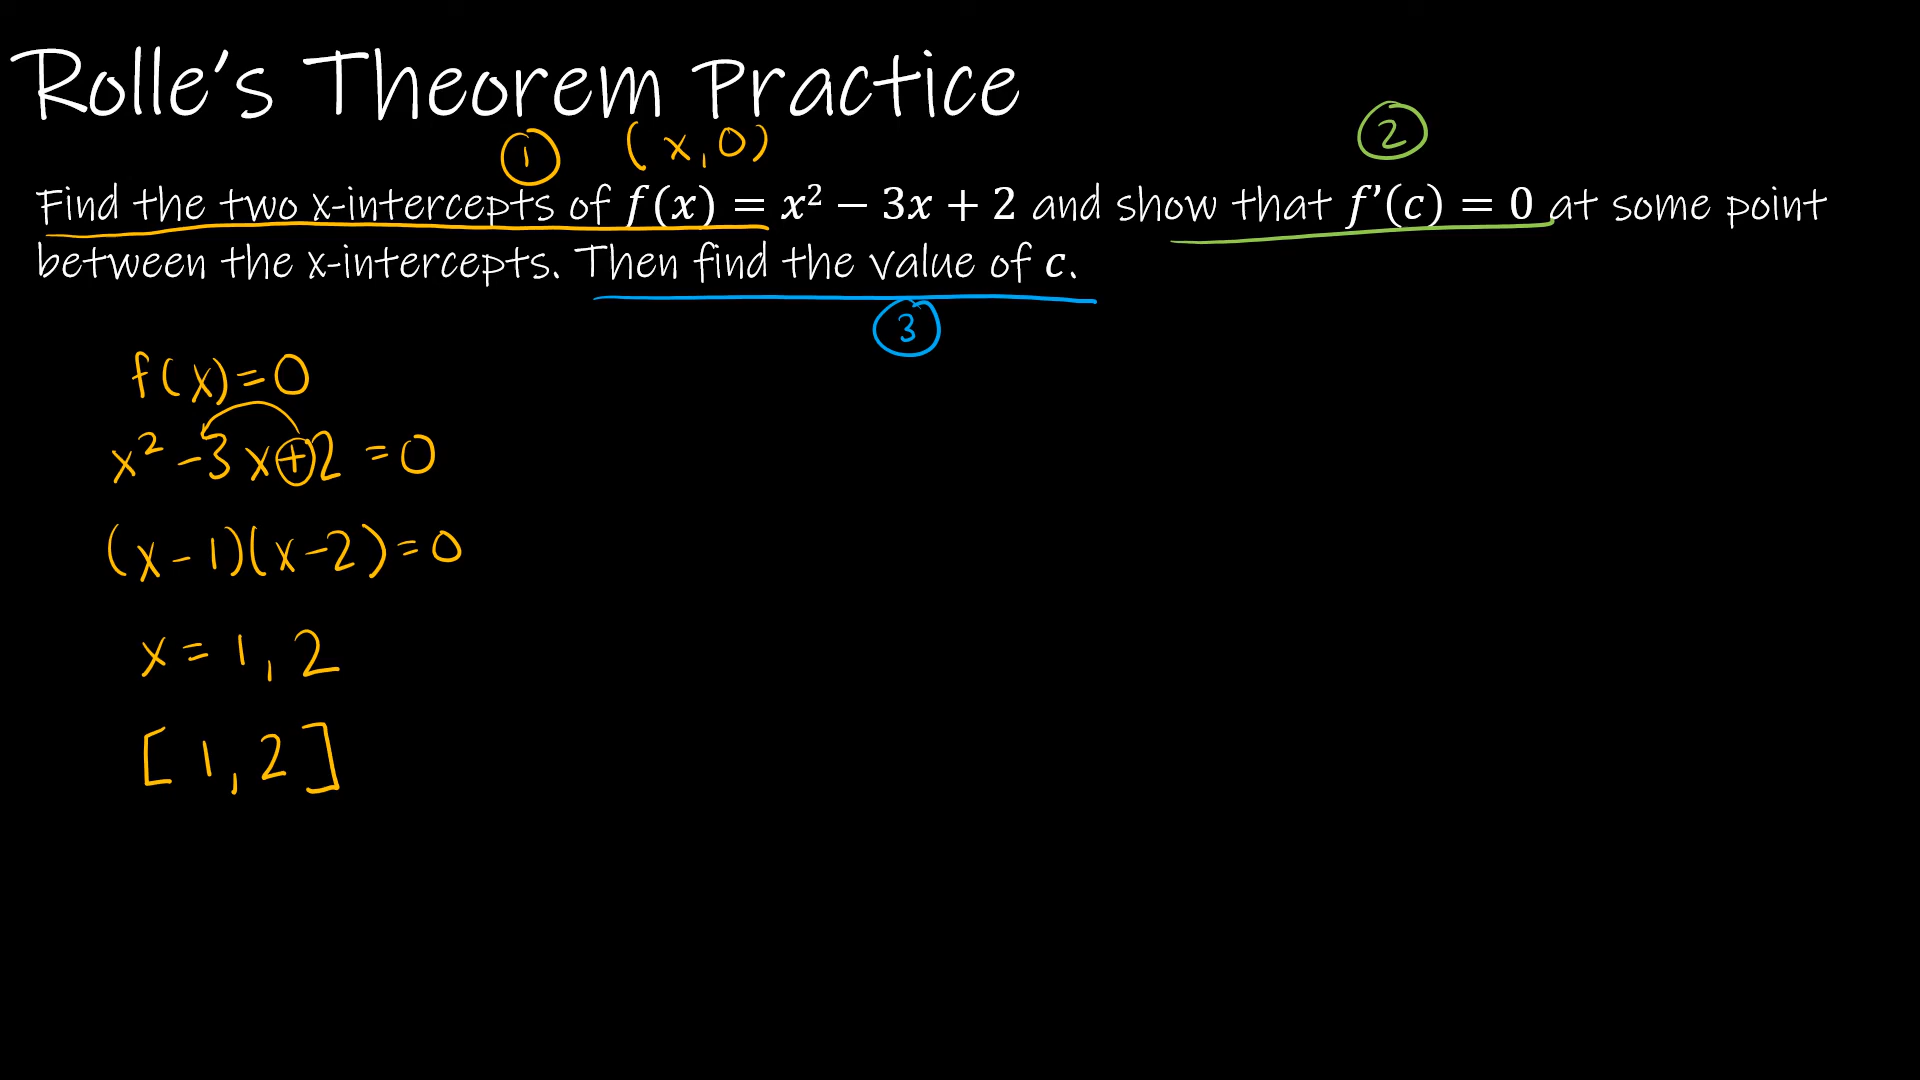 Rolle's Theorem Practice
① (x,0) ②
Find the two x-intercepts of f(x) = x² − 3x + 2 and show that f'(c) = 0 at some point
between the x-intercepts. Then find the value of c.
③
f(x)=0
x² -3x+2 =0
(x-1)(x-2)=0
x = 1, 2
[1, 2]